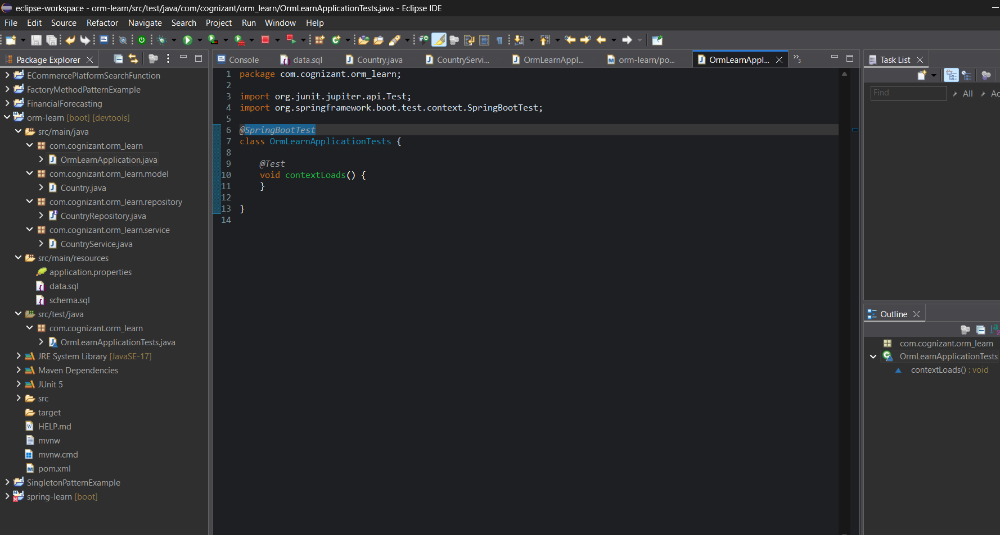 eclipse-workspace - orm-learn/src/test/java/com/cognizant/orm_learn/OrmLearnApplicationTests.java - Eclipse IDE
File Edit Source Refactor Navigate Search Project Run Window Help
Package Explorer
ECommercePlatformSearchFunction
FactoryMethodPatternExample
FinancialForecasting
orm-learn [boot] [devtools]
src/main/java
com.cognizant.orm_learn
OrmLearnApplication.java
com.cognizant.orm_learn.model
Country.java
com.cognizant.orm_learn.repository
CountryRepository.java
com.cognizant.orm_learn.service
CountryService.java
src/main/resources
application.properties
data.sql
schema.sql
src/test/java
com.cognizant.orm_learn
OrmLearnApplicationTests.java
JRE System Library [JavaSE-17]
Maven Dependencies
JUnit 5
src
target
HELP.md
mvnw
mvnw.cmd
pom.xml
SingletonPatternExample
spring-learn [boot]
Console data.sql Country.java CountryServi... OrmLearnAppl... orm-learn/po... OrmLearnAppl... 3
1 package com.cognizant.orm_learn;
2
3 import org.junit.jupiter.api.Test;
4 import org.springframework.boot.test.context.SpringBootTest;
5
6 @SpringBootTest
7 class OrmLearnApplicationTests {
8
9 @Test
10 void contextLoads() {
11 }
12
13 }
14
Task List
Find All Ac
Outline
com.cognizant.orm_learn
OrmLearnApplicationTests
contextLoads() : void